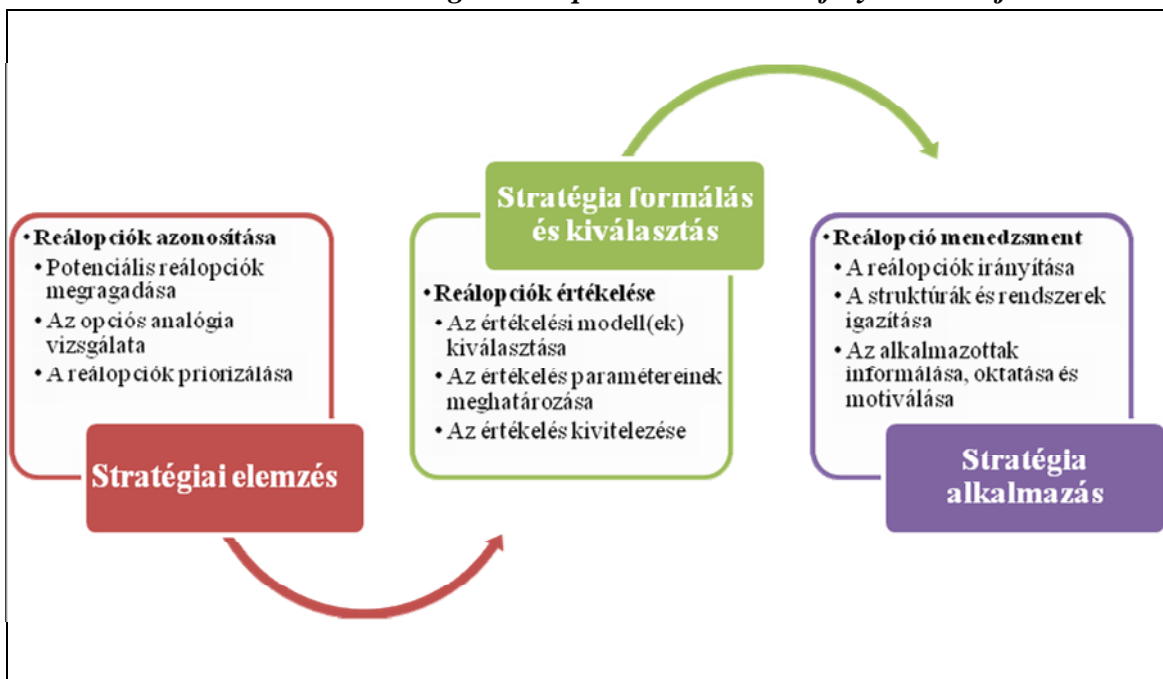 • Reálopciók azonosítása
• Potenciális reálopciók
megragadása
• Az opciós analógia
vizsgálata
• A reálopciók priorizálása
Stratégiai elemzés
Stratégia formálás
és kiválasztás
• Reálopciók értékelése
• Az értékelési modell(ek)
kiválasztása
• Az értékelés paramétereinek
meghatározása
• Az értékelés kivitelezése
• Reálopció menedzsment
• A reálopciók irányítása
• A struktúrák és rendszerek
igazítása
• Az alkalmazottak
informálása, oktatása és
motiválása
Stratégia
alkalmazás